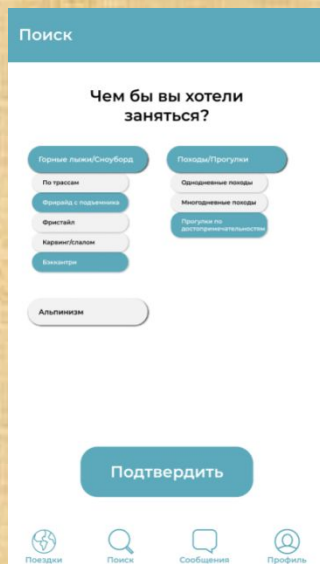 Поиск
Чем бы вы хотели
заняться?
Горные лыжи/Сноуборд
По трассам
Фрирайд с подъемника
Фристайл
Карвинг/слалом
Бэккантри
Альпинизм
Походы/Прогулки
Однодневные походы
Многодневные походы
Прогулки по
достопримечательностям
Подтвердить
Поездки
Поиск
Сообщения
Профиль